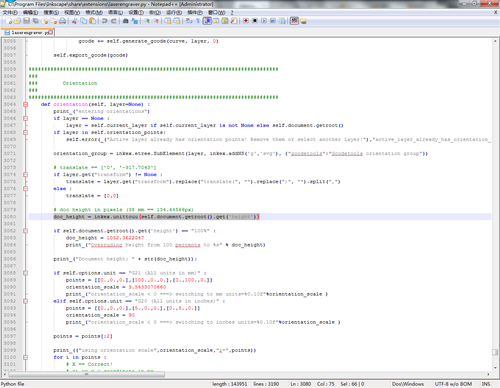 C:\Program Files\Inkscape\share\extensions\laserengraver.py - Notepad++ [Administrator]
文件(F) 编辑(E) 搜索(S) 视图(V) 格式(M) 语言(L) 设置(T) 宏(O) 运行(R) 插件(P) 窗口(W) ?
laserengraver.py
gcode += self.generate_gcode(curve, layer, 0)
self.export_gcode(gcode)
###
### Orientation
###
def orientation(self, layer=None) :
print_("entering orientations")
if layer == None :
layer = self.current_layer if self.current_layer is not None else self.document.getroot()
if layer in self.orientation_points:
self.error(_("Active layer already has orientation points! Remove them or select another layer!"),"active_layer_already_has_orientation_
orientation_group = inkex.etree.SubElement(layer, inkex.addNS('g','svg'), {"gcodetools":"Gcodetools orientation group"})
# translate == ['0', '-917.7043']
if layer.get("transform") != None :
translate = layer.get("transform").replace("translate(", "").replace(")", "").split(",")
else :
translate = [0,0]
# doc height in pixels (38 mm == 134.64566px)
doc_height = inkex.unittouu(self.document.getroot().get('height'))
if self.document.getroot().get('height') == "100%" :
doc_height = 1052.3622047
print_("Overruding height from 100 percents to %s" % doc_height)
print_("Document height: " + str(doc_height));
if self.options.unit == "G21 (All units in mm)" :
points = [[0.,0.,0.],[100.,0.,0.],[0.,100.,0.]]
orientation_scale = 3.5433070660
print_("orientation_scale < 0 ===> switching to mm units=%0.10f"%orientation_scale )
elif self.options.unit == "G20 (All units in inches)" :
points = [[0.,0.,0.],[5.,0.,0.],[0.,5.,0.]]
orientation_scale = 90
print_("orientation_scale < 0 ===> switching to inches units=%0.10f"%orientation_scale )
points = points[:2]
print_(("using orientation scale",orientation_scale,"i=",points))
for i in points :
# X == Correct!
Python file length : 143951 lines : 3190 Ln : 3080 Col : 75 Sel : 66 | 0 Dos\Windows UTF-8 w/o BOM INS